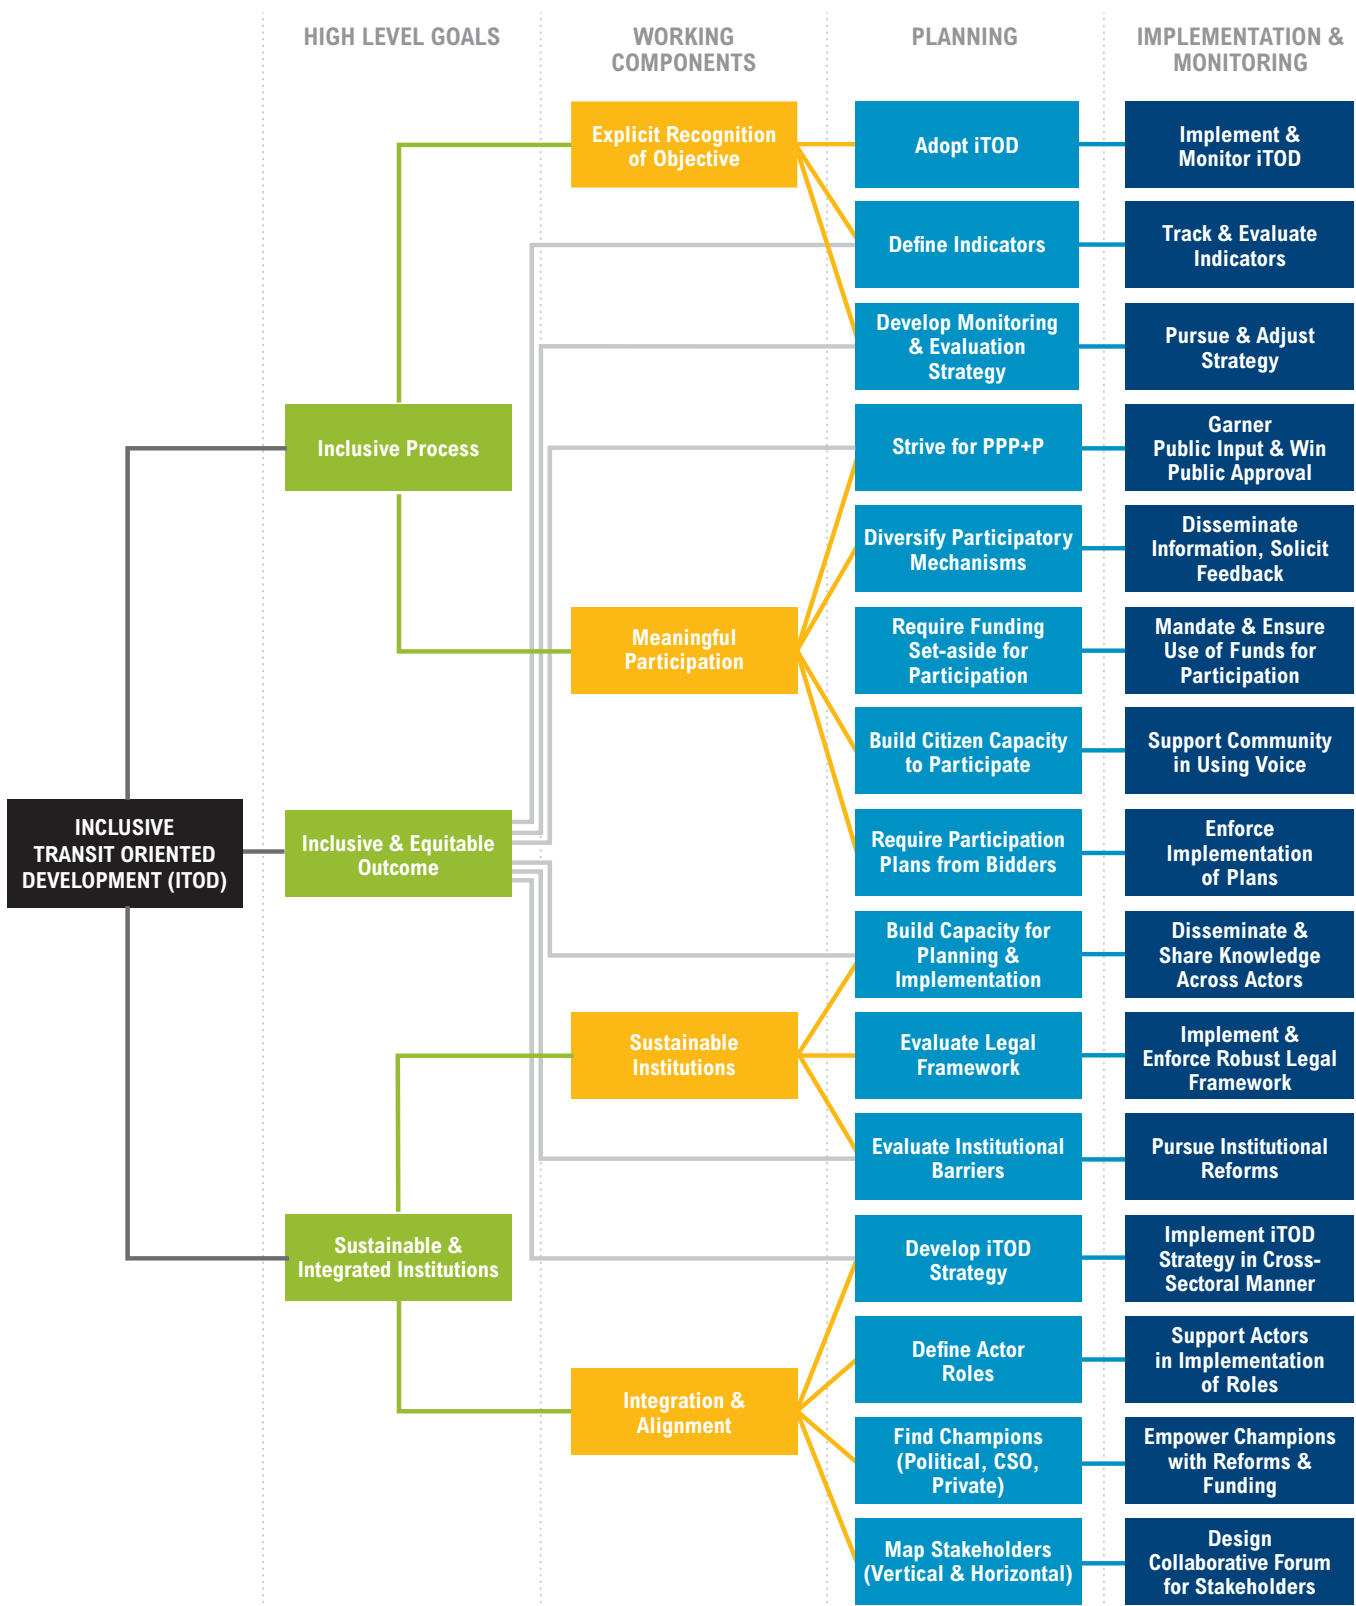 HIGH LEVEL GOALS
WORKING
COMPONENTS
PLANNING
IMPLEMENTATION &
MONITORING
INCLUSIVE
TRANSIT ORIENTED
DEVELOPMENT (ITOD)
Inclusive Process
Inclusive & Equitable
Outcome
Sustainable &
Integrated Institutions
Explicit Recognition
of Objective
Meaningful
Participation
Sustainable
Institutions
Integration &
Alignment
Adopt iTOD
Implement &
Monitor iTOD
Define Indicators
Track & Evaluate
Indicators
Develop Monitoring
& Evaluation
Strategy
Pursue & Adjust
Strategy
Strive for PPP+P
Garner
Public Input & Win
Public Approval
Diversify Participatory
Mechanisms
Disseminate
Information, Solicit
Feedback
Require Funding
Set-aside for
Participation
Mandate & Ensure
Use of Funds for
Participation
Build Citizen Capacity
to Participate
Support Community
in Using Voice
Require Participation
Plans from Bidders
Enforce
Implementation
of Plans
Build Capacity for
Planning &
Implementation
Disseminate &
Share Knowledge
Across Actors
Evaluate Legal
Framework
Implement &
Enforce Robust Legal
Framework
Evaluate Institutional
Barriers
Pursue Institutional
Reforms
Develop iTOD
Strategy
Implement iTOD
Strategy in Cross-
Sectoral Manner
Define Actor
Roles
Support Actors
in Implementation
of Roles
Find Champions
(Political, CSO,
Private)
Empower Champions
with Reforms &
Funding
Map Stakeholders
(Vertical & Horizontal)
Design
Collaborative Forum
for Stakeholders